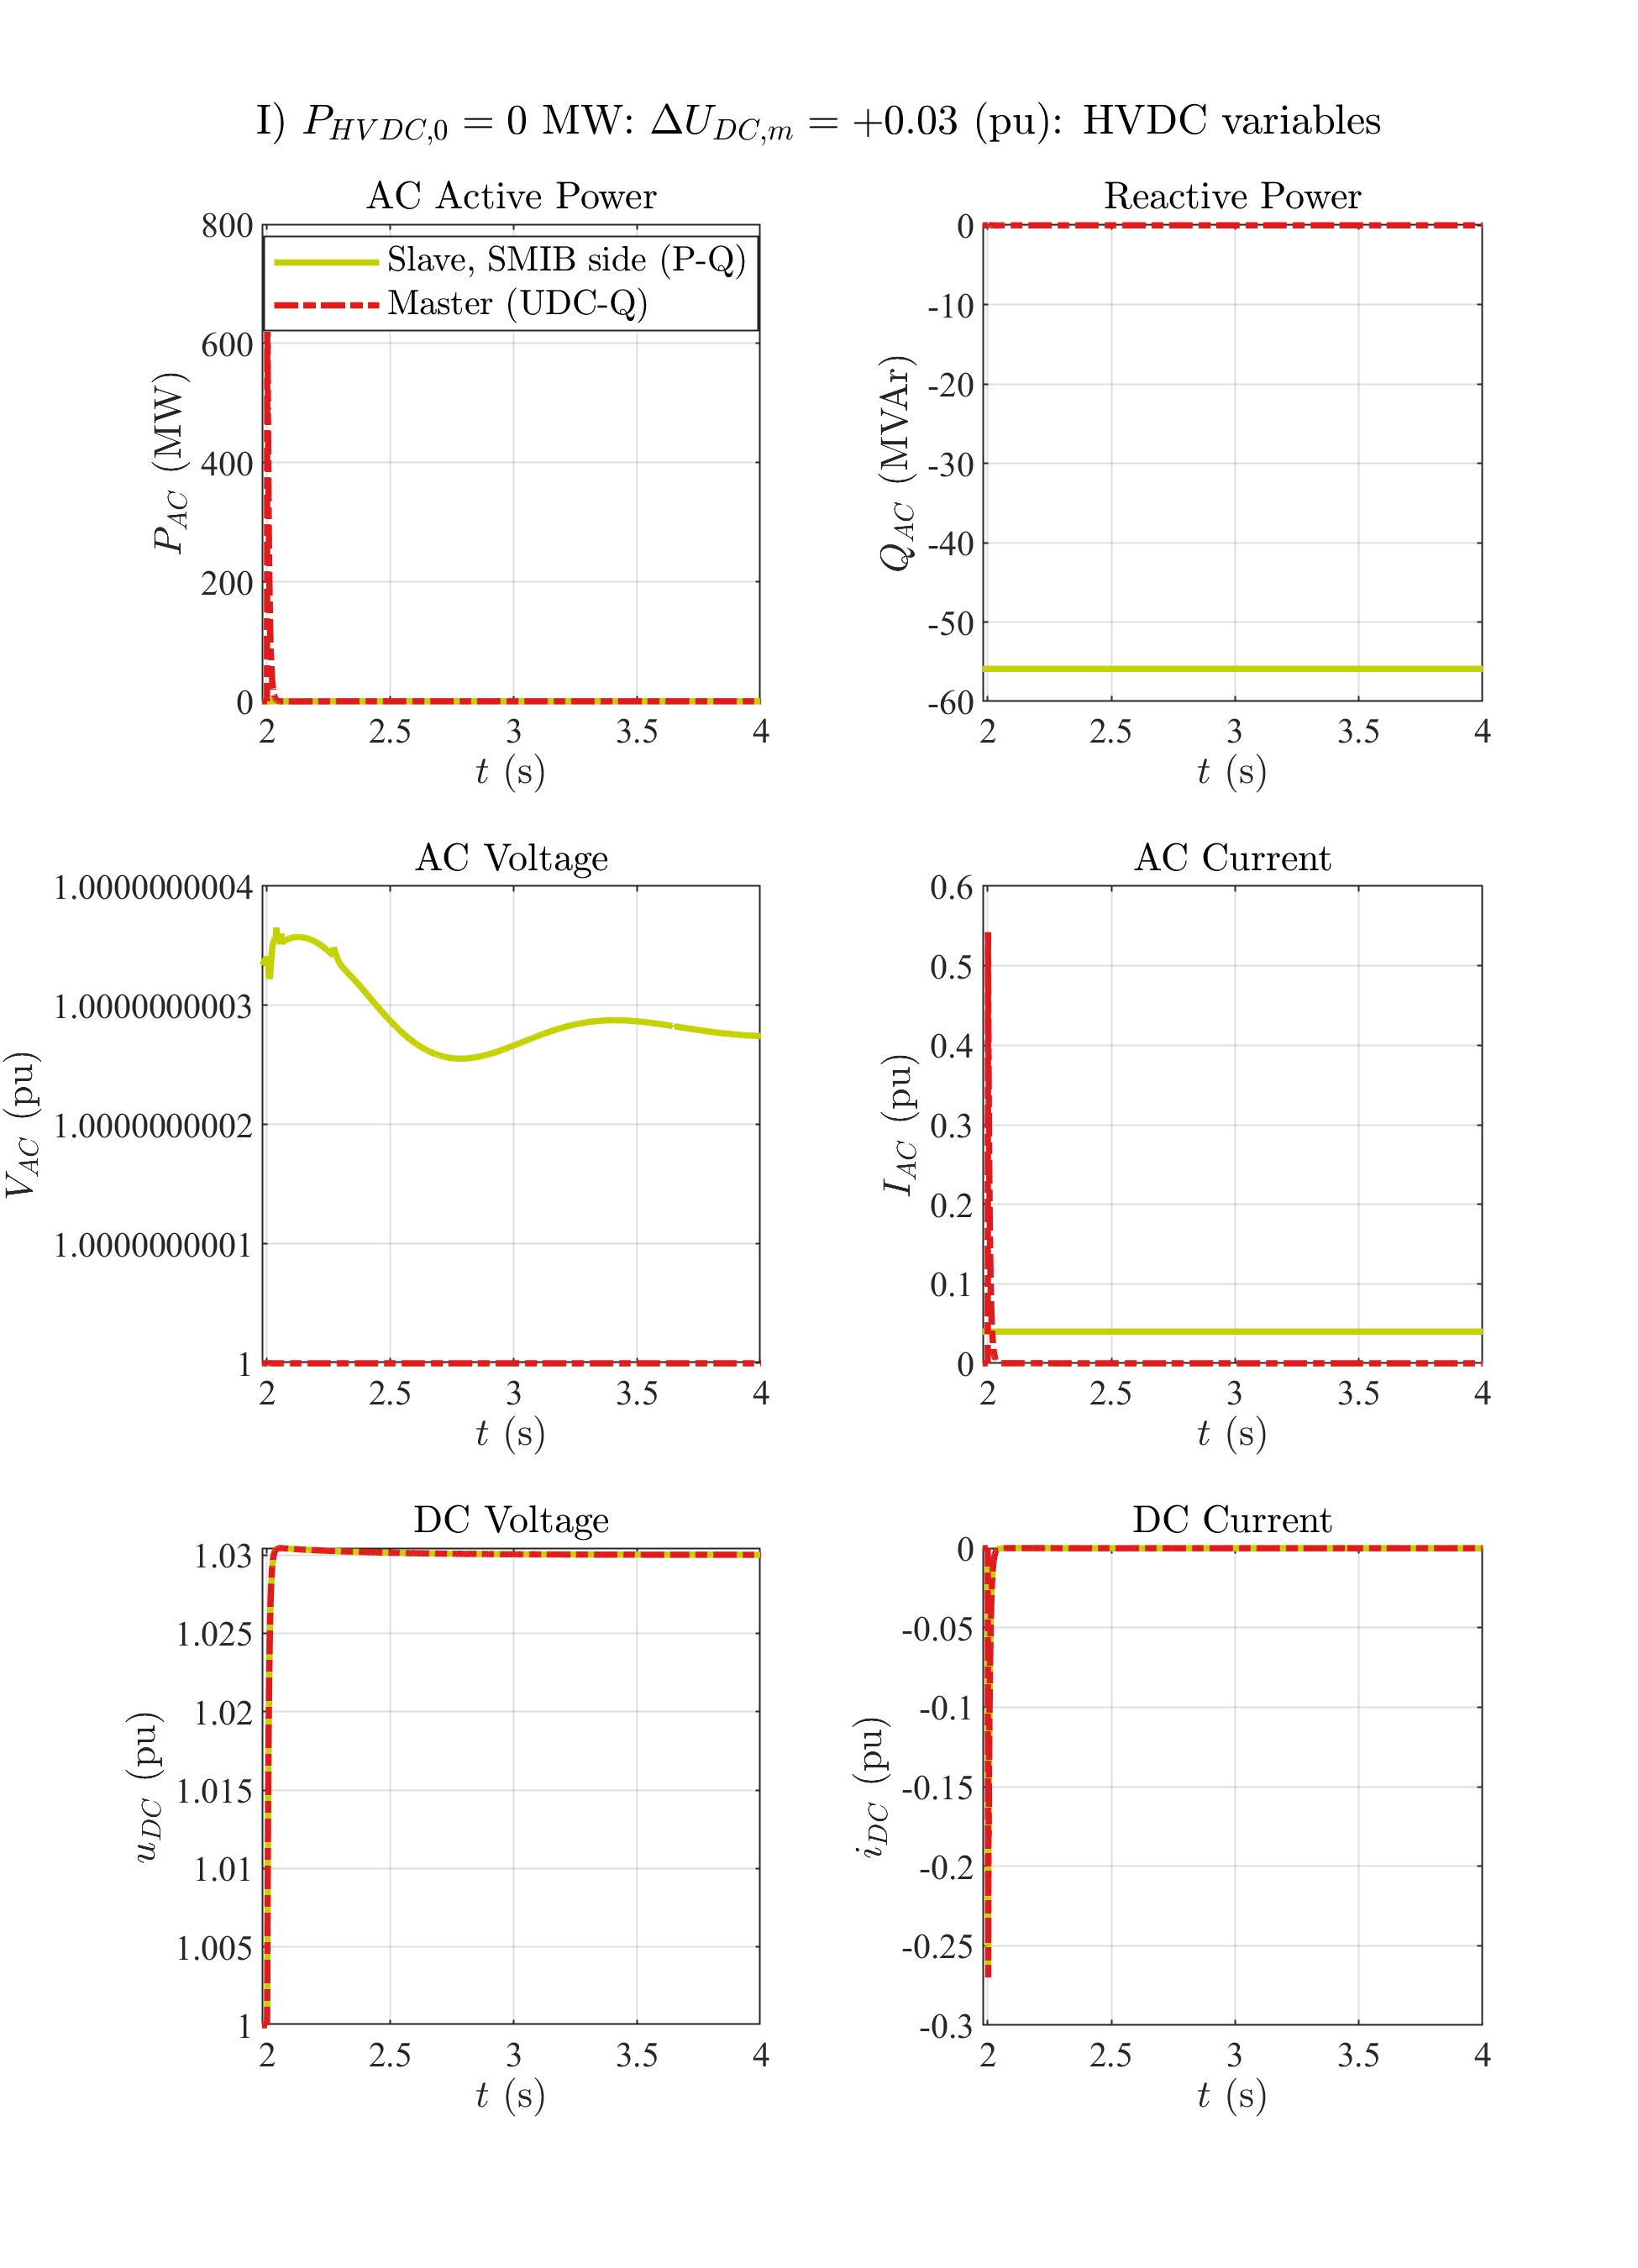 I) P_{HVDC,0} = 0 MW: ΔU_{DC,m} = +0.03 (pu): HVDC variables
AC Active Power
800
600
400
200
0
P_{AC} (MW)
Slave, SMIB side (P-Q)
Master (UDC-Q)
2 2.5 3 3.5 4
t (s)
Reactive Power
0
-10
-20
-30
-40
-50
-60
Q_{AC} (MVAr)
2 2.5 3 3.5 4
t (s)
AC Voltage
1.0000000004
1.0000000003
1.0000000002
1.0000000001
1
V_{AC} (pu)
2 2.5 3 3.5 4
t (s)
AC Current
0.6
0.5
0.4
0.3
0.2
0.1
0
I_{AC} (pu)
2 2.5 3 3.5 4
t (s)
DC Voltage
1.03
1.025
1.02
1.015
1.01
1.005
1
u_{DC} (pu)
2 2.5 3 3.5 4
t (s)
DC Current
0
-0.05
-0.1
-0.15
-0.2
-0.25
-0.3
i_{DC} (pu)
2 2.5 3 3.5 4
t (s)